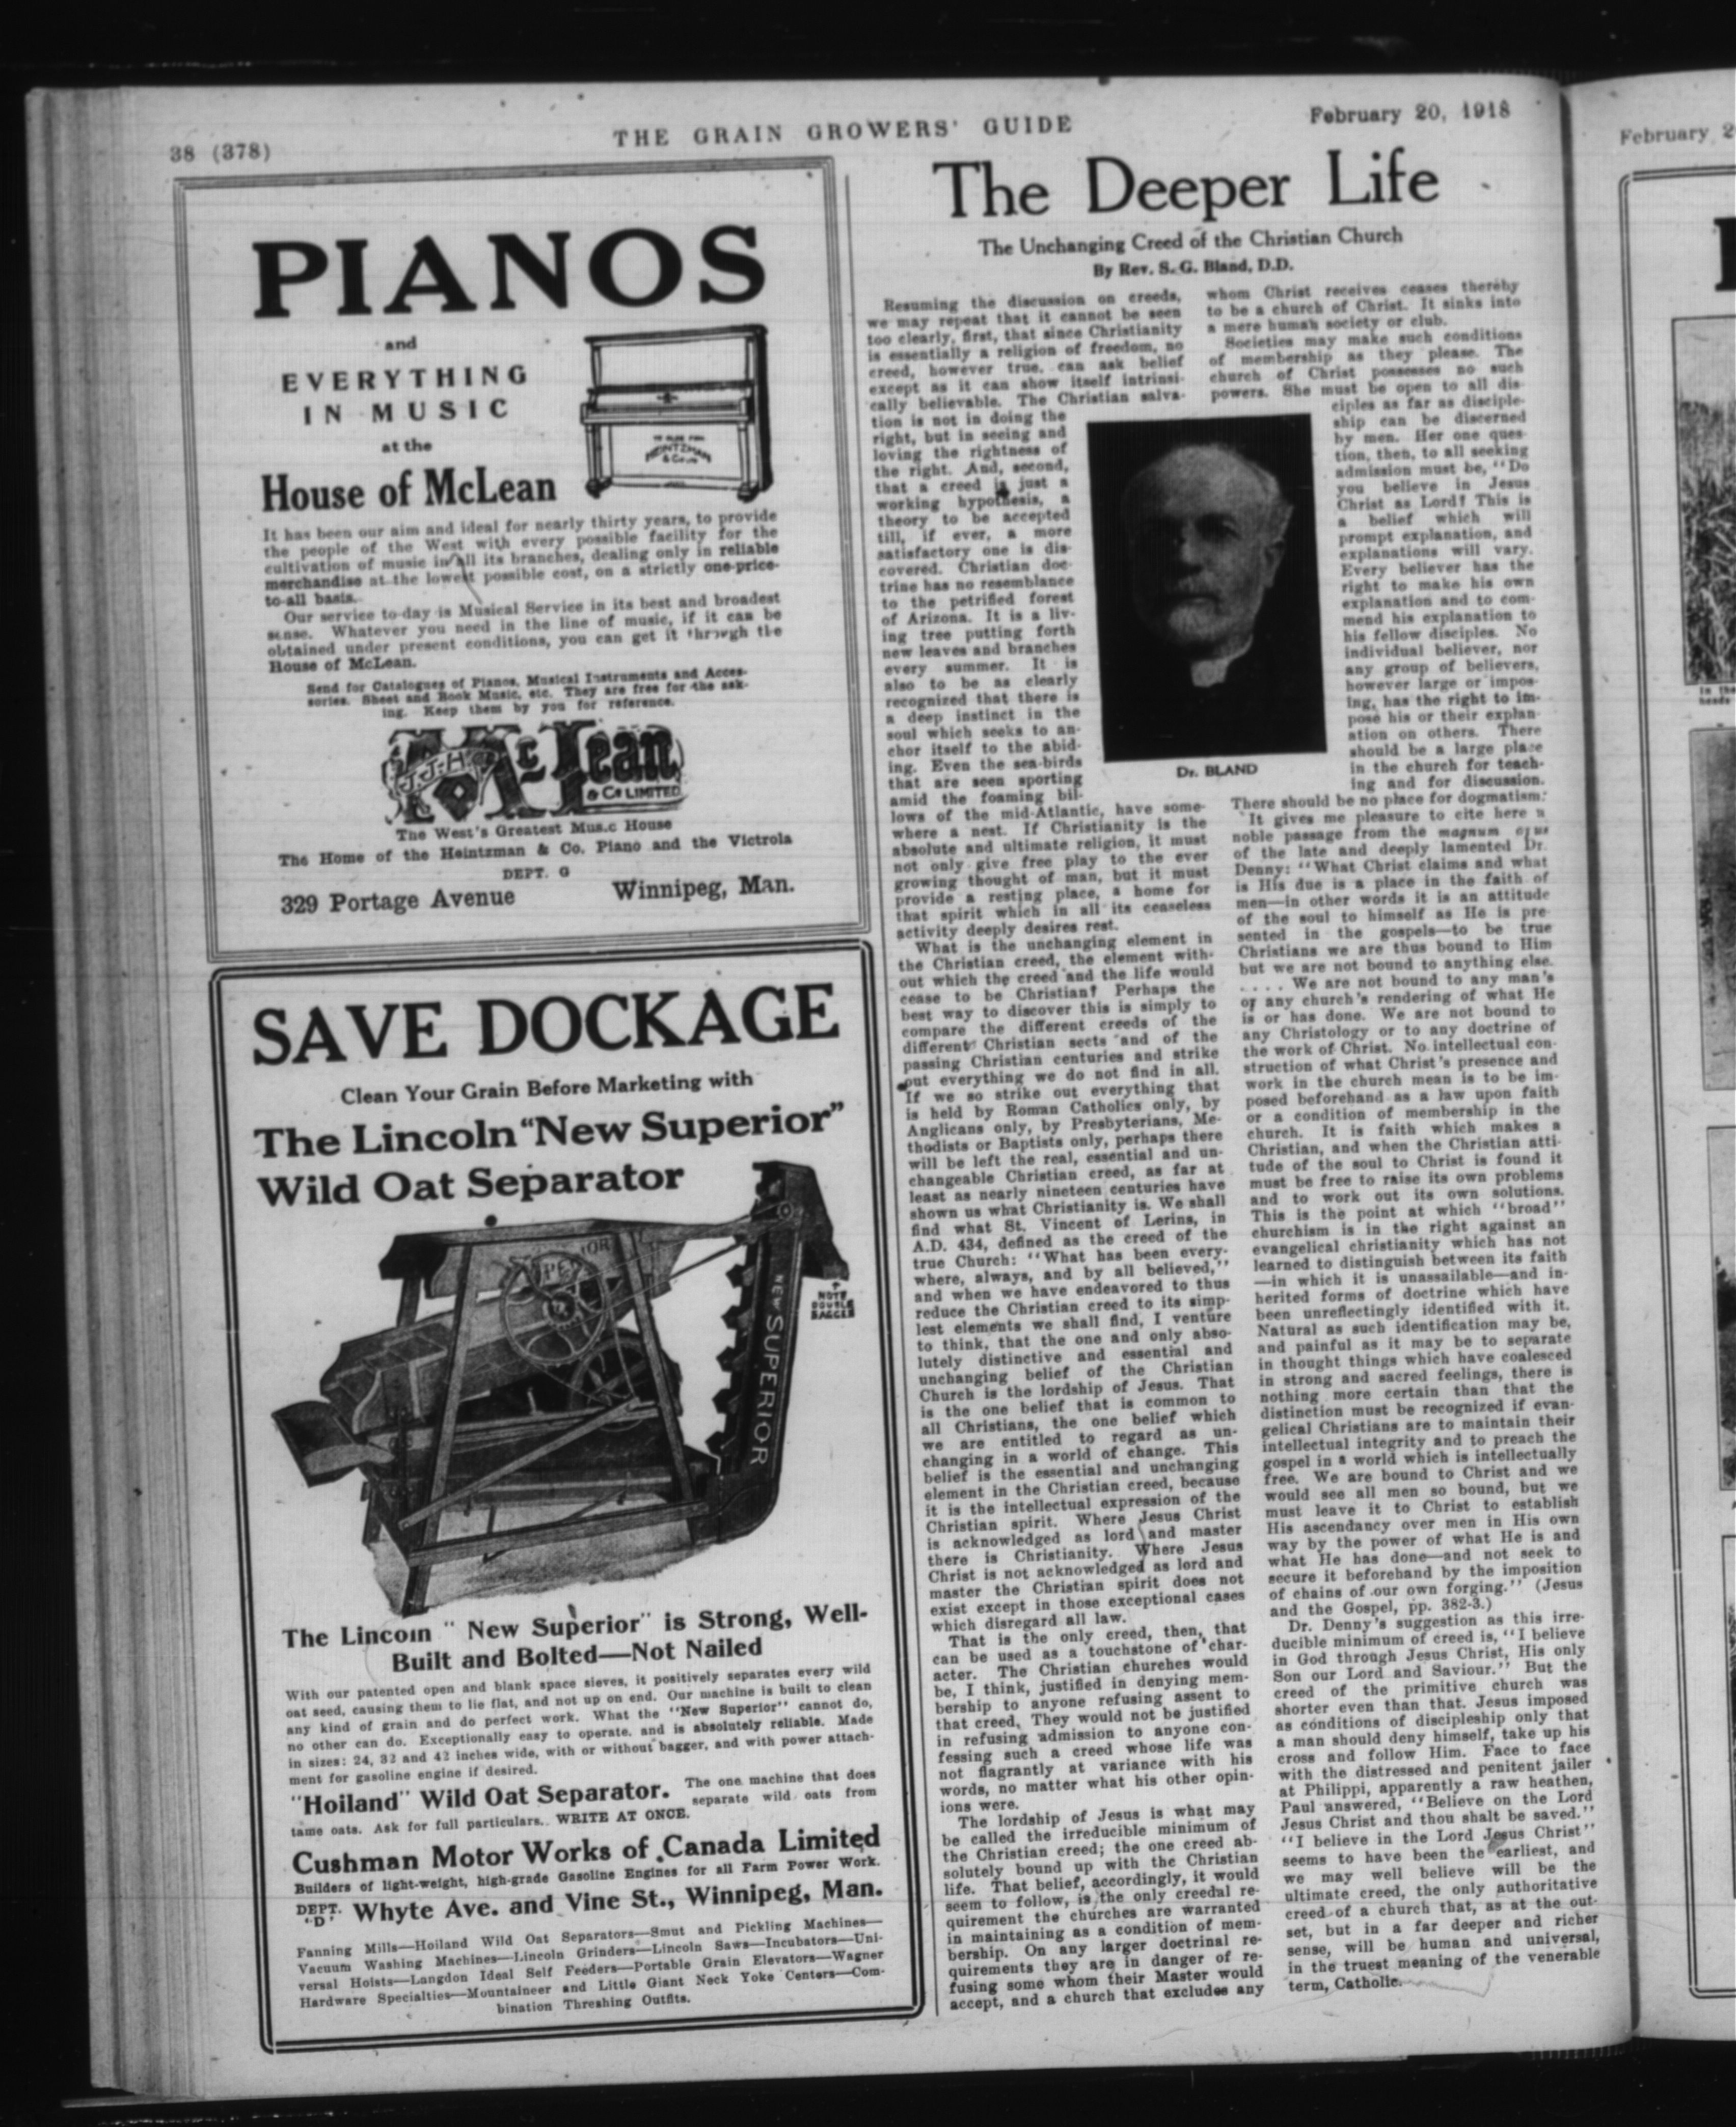 38 (378)
THE GRAIN GROWERS' GUIDE
February 20, 1918
PIANOS
and
EVERYTHING
IN MUSIC
at the
House of McLean
HEINTZMAN
& Co
It has been our aim and ideal for nearly thirty years, to provide
the people of the West with every possible facility for the
cultivation of music in all its branches, dealing only in reliable
merchandise at the lowest possible cost, on a strictly one-price-
to-all basis.
Our service to-day is Musical Service in its best and broadest
sense. Whatever you need in the line of music, if it can be
obtained under present conditions, you can get it through the
House of McLean.
Send for Catalogues of Pianos, Musical Instruments and Acces-
sories. Sheet and Book Music, etc. They are free for the ask-
ing. Keep them by you for reference.
J.J.H. McLean
& Co LIMITED
The West's Greatest Music House
The Home of the Heintzman & Co. Piano and the Victrola
DEPT. G
329 Portage Avenue Winnipeg, Man.
SAVE DOCKAGE
Clean Your Grain Before Marketing with
The Lincoln "New Superior"
Wild Oat Separator
NOTE
DOUBLE
BAGGER
NEW SUPERIOR
The Lincoln "New Superior" is Strong, Well-
Built and Bolted—Not Nailed
With our patented open and blank space sieves, it positively separates every wild
oat seed, causing them to lie flat, and not up on end. Our machine is built to clean
any kind of grain and do perfect work. What the "New Superior" cannot do,
no other can do. Exceptionally easy to operate, and is absolutely reliable. Made
in sizes: 24, 32 and 42 inches wide, with or without bagger, and with power attach-
ment for gasoline engine if desired.
"Hoiland" Wild Oat Separator. The one machine that does
separate wild oats from
tame oats. Ask for full particulars. WRITE AT ONCE.
Cushman Motor Works of Canada Limited
Builders of light-weight, high-grade Gasoline Engines for all Farm Power Work.
DEPT. "D" Whyte Ave. and Vine St., Winnipeg, Man.
Fanning Mills—Hoiland Wild Oat Separators—Smut and Pickling Machines—
Vacuum Washing Machines—Lincoln Grinders—Lincoln Saws—Incubators—Uni-
versal Hoists—Langdon Ideal Self Feeders—Portable Grain Elevators—Wagner
Hardware Specialties—Mountaineer and Little Giant Neck Yoke Centers—Com-
bination Threshing Outfits.
The Deeper Life
The Unchanging Creed of the Christian Church
By Rev. S. G. Bland, D.D.
Resuming the discussion on creeds,
we may repeat that it cannot be seen
too clearly, first, that since Christianity
is essentially a religion of freedom, no
creed, however true, can ask belief
except as it can show itself intrinsi-
cally believable. The Christian salva-
tion is not in doing the
right, but in seeing and
loving the rightness of
the right. And, second,
that a creed is just a
working hypothesis, a
theory to be accepted
till, if ever, a more
satisfactory one is dis-
covered. Christian doc-
trine has no resemblance
to the petrified forest
of Arizona. It is a liv-
ing tree putting forth
new leaves and branches
every summer. It is
also to be as clearly
recognized that there is
a deep instinct in the
soul which seeks to an-
chor itself to the abid-
ing. Even the sea-birds
that are seen sporting
amid the foaming bil-
lows of the mid-Atlantic, have some-
where a nest. If Christianity is the
absolute and ultimate religion, it must
not only give free play to the ever
growing thought of man, but it must
provide a resting place, a home for
that spirit which in all its ceaseless
activity deeply desires rest.
What is the unchanging element in
the Christian creed, the element with-
out which the creed and the life would
cease to be Christian? Perhaps the
best way to discover this is simply to
compare the different creeds of the
different Christian sects and of the
passing Christian centuries and strike
out everything we do not find in all.
If we so strike out everything that
is held by Roman Catholics only, by
Anglicans only, by Presbyterians, Me-
thodists or Baptists only, perhaps there
will be left the real, essential and un-
changeable Christian creed, as far at
least as nearly nineteen centuries have
shown us what Christianity is. We shall
find what St. Vincent of Lerins, in
A.D. 434, defined as the creed of the
true Church: "What has been every-
where, always, and by all believed,"
and when we have endeavored to thus
reduce the Christian creed to its simp-
lest elements we shall find, I venture
to think, that the one and only abso-
lutely distinctive and essential and
unchanging belief of the Christian
Church is the lordship of Jesus. That
is the one belief that is common to
all Christians, the one belief which
we are entitled to regard as un-
changing in a world of change. This
belief is the essential and unchanging
element in the Christian creed, because
it is the intellectual expression of the
Christian spirit. Where Jesus Christ
is acknowledged as lord and master
there is Christianity. Where Jesus
Christ is not acknowledged as lord and
master the Christian spirit does not
exist except in those exceptional cases
which disregard all law.
That is the only creed, then, that
can be used as a touchstone of char-
acter. The Christian churches would
be, I think, justified in denying mem-
bership to anyone refusing assent to
that creed. They would not be justified
in refusing admission to anyone con-
fessing such a creed whose life was
not flagrantly at variance with his
words, no matter what his other opin-
ions were.
The lordship of Jesus is what may
be called the irreducible minimum of
the Christian creed; the one creed ab-
solutely bound up with the Christian
life. That belief, accordingly, it would
seem to follow, is the only creedal re-
quirement the churches are warranted
in maintaining as a condition of mem-
bership. On any larger doctrinal re-
quirements they are in danger of re-
fusing some whom their Master would
accept, and a church that excludes any
whom Christ receives ceases thereby
to be a church of Christ. It sinks into
a mere human society or club.
Societies may make such conditions
of membership as they please. The
church of Christ possesses no such
powers. She must be open to all dis-
ciples as far as disciple-
ship can be discerned
by men. Her one ques-
tion, then, to all seeking
admission must be, "Do
you believe in Jesus
Christ as Lord? This is
a belief which will
prompt explanation, and
explanations will vary.
Every believer has the
right to make his own
explanation and to com-
mend his explanation to
his fellow disciples. No
individual believer, nor
any group of believers,
however large or impos-
ing, has the right to im-
pose his or their explan-
ation on others. There
should be a large place
in the church for teach-
ing and for discussion.
Dr. BLAND
There should be no place for dogmatism.
It gives me pleasure to cite here a
noble passage from the magnum opus
of the late and deeply lamented Dr.
Denny: "What Christ claims and what
is His due is a place in the faith of
men—in other words it is an attitude
of the soul to himself as He is pre-
sented in the gospels—to be true
Christians we are thus bound to Him
but we are not bound to anything else.
. . . . We are not bound to any man's
or any church's rendering of what He
is or has done. We are not bound to
any Christology or to any doctrine of
the work of Christ. No intellectual con-
struction of what Christ's presence and
work in the church mean is to be im-
posed beforehand as a law upon faith
or a condition of membership in the
church. It is faith which makes a
Christian, and when the Christian atti-
tude of the soul to Christ is found it
must be free to raise its own problems
and to work out its own solutions.
This is the point at which "broad"
churchism is in the right against an
evangelical christianity which has not
learned to distinguish between its faith
—in which it is unassailable—and in-
herited forms of doctrine which have
been unreflectingly identified with it.
Natural as such identification may be,
and painful as it may be to separate
in thought things which have coalesced
in strong and sacred feelings, there is
nothing more certain than that the
distinction must be recognized if evan-
gelical Christians are to maintain their
intellectual integrity and to preach the
gospel in a world which is intellectually
free. We are bound to Christ and we
would see all men so bound, but we
must leave it to Christ to establish
His ascendancy over men in His own
way by the power of what He is and
what He has done—and not seek to
secure it beforehand by the imposition
of chains of our own forging." (Jesus
and the Gospel, pp. 382-3.)
Dr. Denny's suggestion as this irre-
ducible minimum of creed is, "I believe
in God through Jesus Christ, His only
Son our Lord and Saviour." But the
creed of the primitive church was
shorter even than that. Jesus imposed
as conditions of discipleship only that
a man should deny himself, take up his
cross and follow Him. Face to face
with the distressed and penitent jailer
at Philippi, apparently a raw heathen,
Paul answered, "Believe on the Lord
Jesus Christ and thou shalt be saved."
"I believe in the Lord Jesus Christ"
seems to have been the earliest, and
we may well believe will be the
ultimate creed, the only authoritative
creed of a church that, as at the out-
set, but in a far deeper and richer
sense, will be human and universal,
in the truest meaning of the venerable
term, Catholic.
February 2